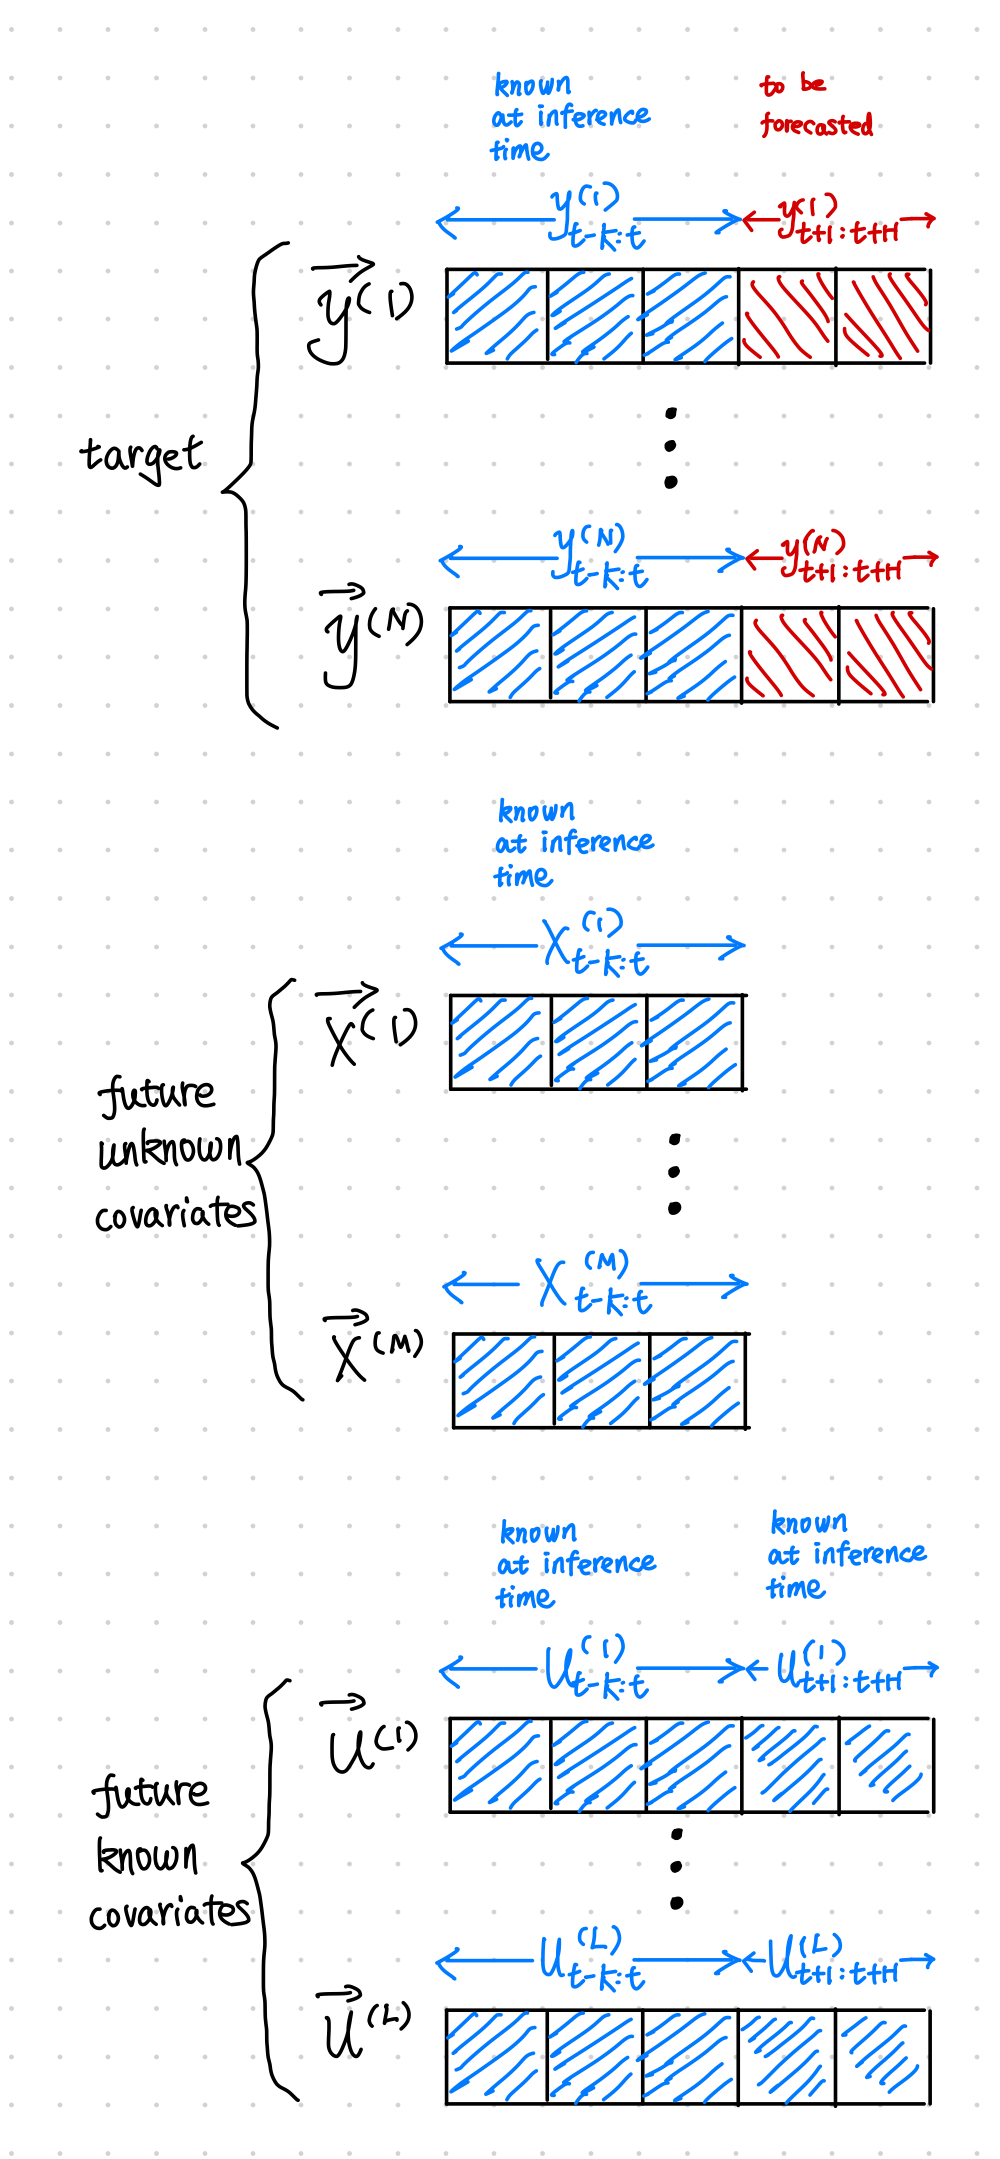 known
at inference
time
to be
forecasted
y^{(1)}_{t-k:t}
y^{(1)}_{t+1:t+H}
\vec{y}^{(1)}
target
y^{(N)}_{t-k:t}
y^{(N)}_{t+1:t+H}
\vec{y}^{(N)}
known
at inference
time
X^{(1)}_{t-k:t}
\vec{X}^{(1)}
future
unknown
covariates
X^{(M)}_{t-k:t}
\vec{X}^{(M)}
known
at inference
time
known
at inference
time
u^{(1)}_{t-k:t}
u^{(1)}_{t+1:t+H}
\vec{u}^{(1)}
future
known
covariates
u^{(L)}_{t-k:t}
u^{(L)}_{t+1:t+H}
\vec{u}^{(L)}